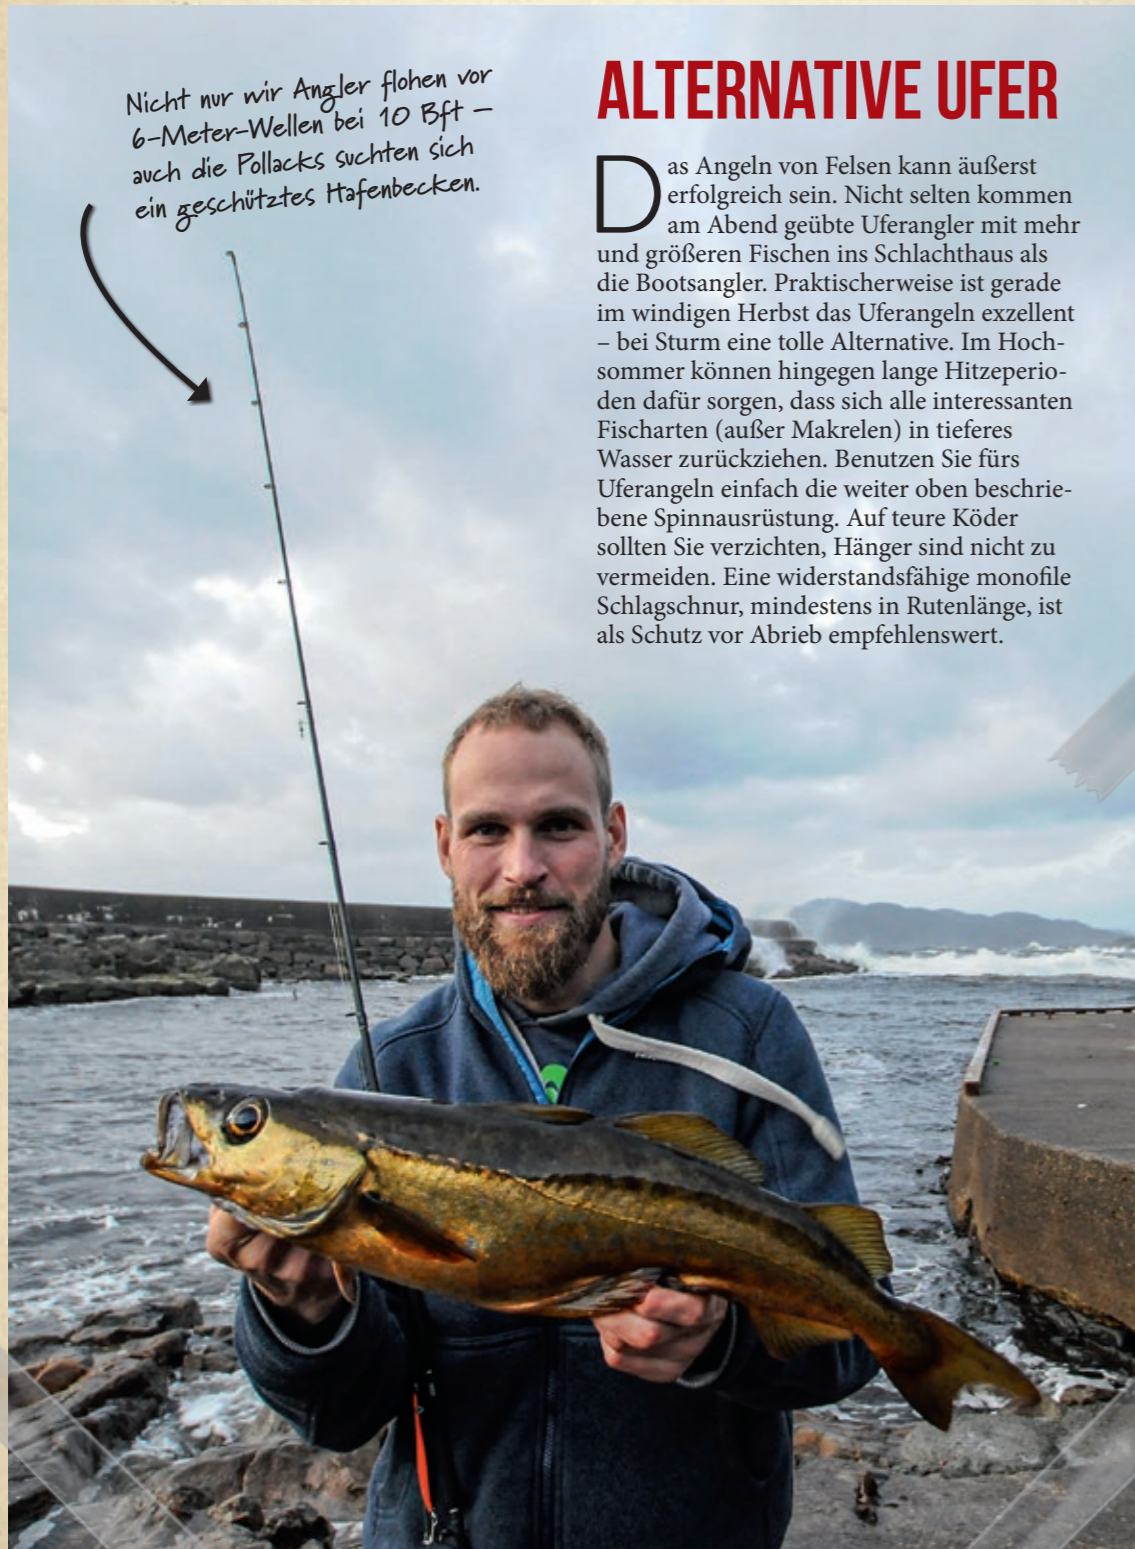 Nicht nur wir Angler flohen vor
6-Meter-Wellen bei 10 Bft –
auch die Pollacks suchten sich
ein geschütztes Hafenbecken.
ALTERNATIVE UFER
Das Angeln von Felsen kann äußerst
erfolgreich sein. Nicht selten kommen
am Abend geübte Uferangler mit mehr
und größeren Fischen ins Schlachthaus als
die Bootsangler. Praktischerweise ist gerade
im windigen Herbst das Uferangeln exzellent
– bei Sturm eine tolle Alternative. Im Hoch-
sommer können hingegen lange Hitzeperio-
den dafür sorgen, dass sich alle interessanten
Fischarten (außer Makrelen) in tieferes
Wasser zurückziehen. Benutzen Sie fürs
Uferangeln einfach die weiter oben beschrie-
bene Spinnausrüstung. Auf teure Köder
sollten Sie verzichten, Hänger sind nicht zu
vermeiden. Eine widerstandsfähige monofile
Schlagschnur, mindestens in Rutenlänge, ist
als Schutz vor Abrieb empfehlenswert.